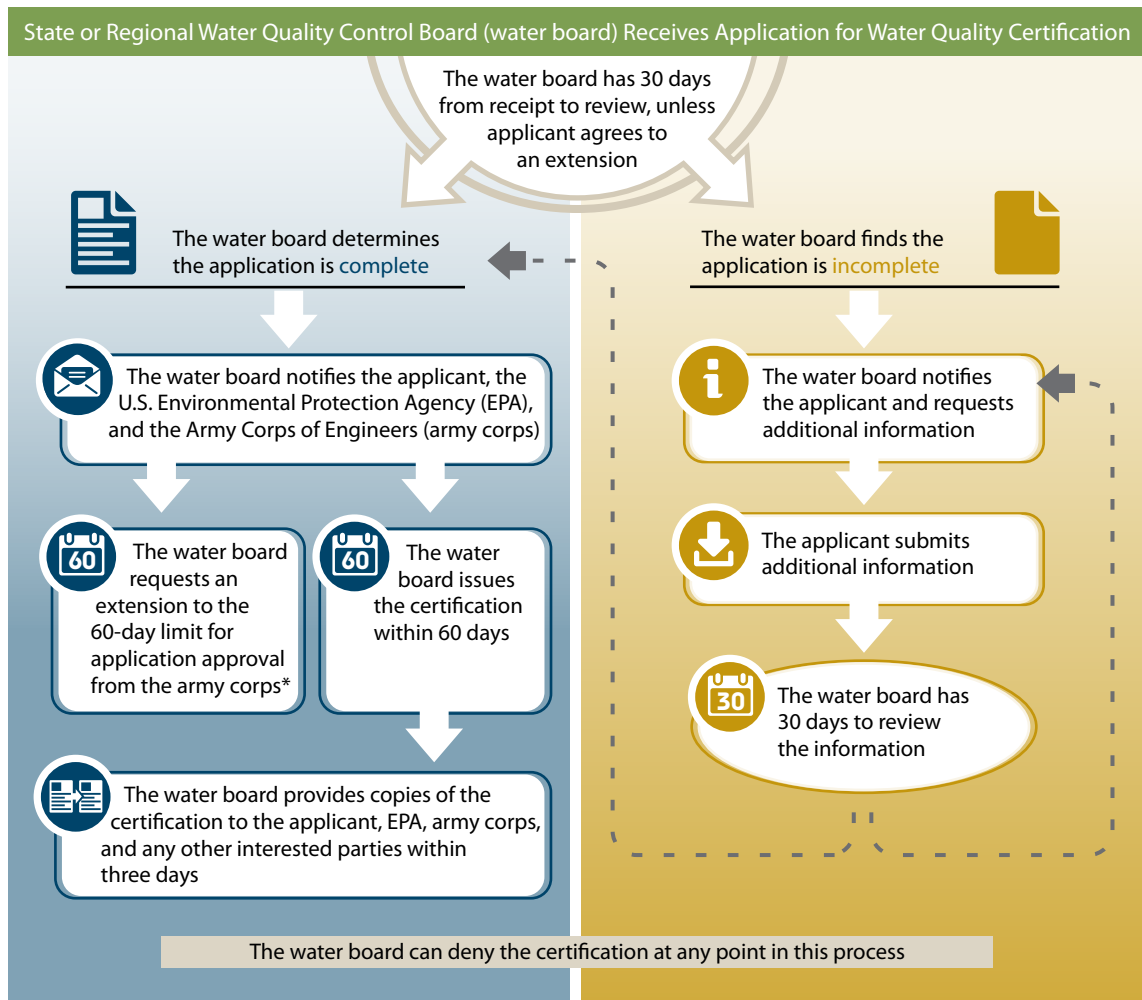 State or Regional Water Quality Control Board (water board) Receives Application for Water Quality Certification
The water board has 30 days
from receipt to review, unless
applicant agrees to
an extension
The water board determines
the application is complete
The water board notifies the applicant, the
U.S. Environmental Protection Agency (EPA),
and the Army Corps of Engineers (army corps)
60
The water board
requests an
extension to the
60-day limit for
application approval
from the army corps*
60
The water
board issues
the certification
within 60 days
The water board provides copies of the
certification to the applicant, EPA, army corps,
and any other interested parties within
three days
The water board finds the
application is incomplete
i
The water board notifies
the applicant and requests
additional information
The applicant submits
additional information
30
The water board has
30 days to review
the information
The water board can deny the certification at any point in this process